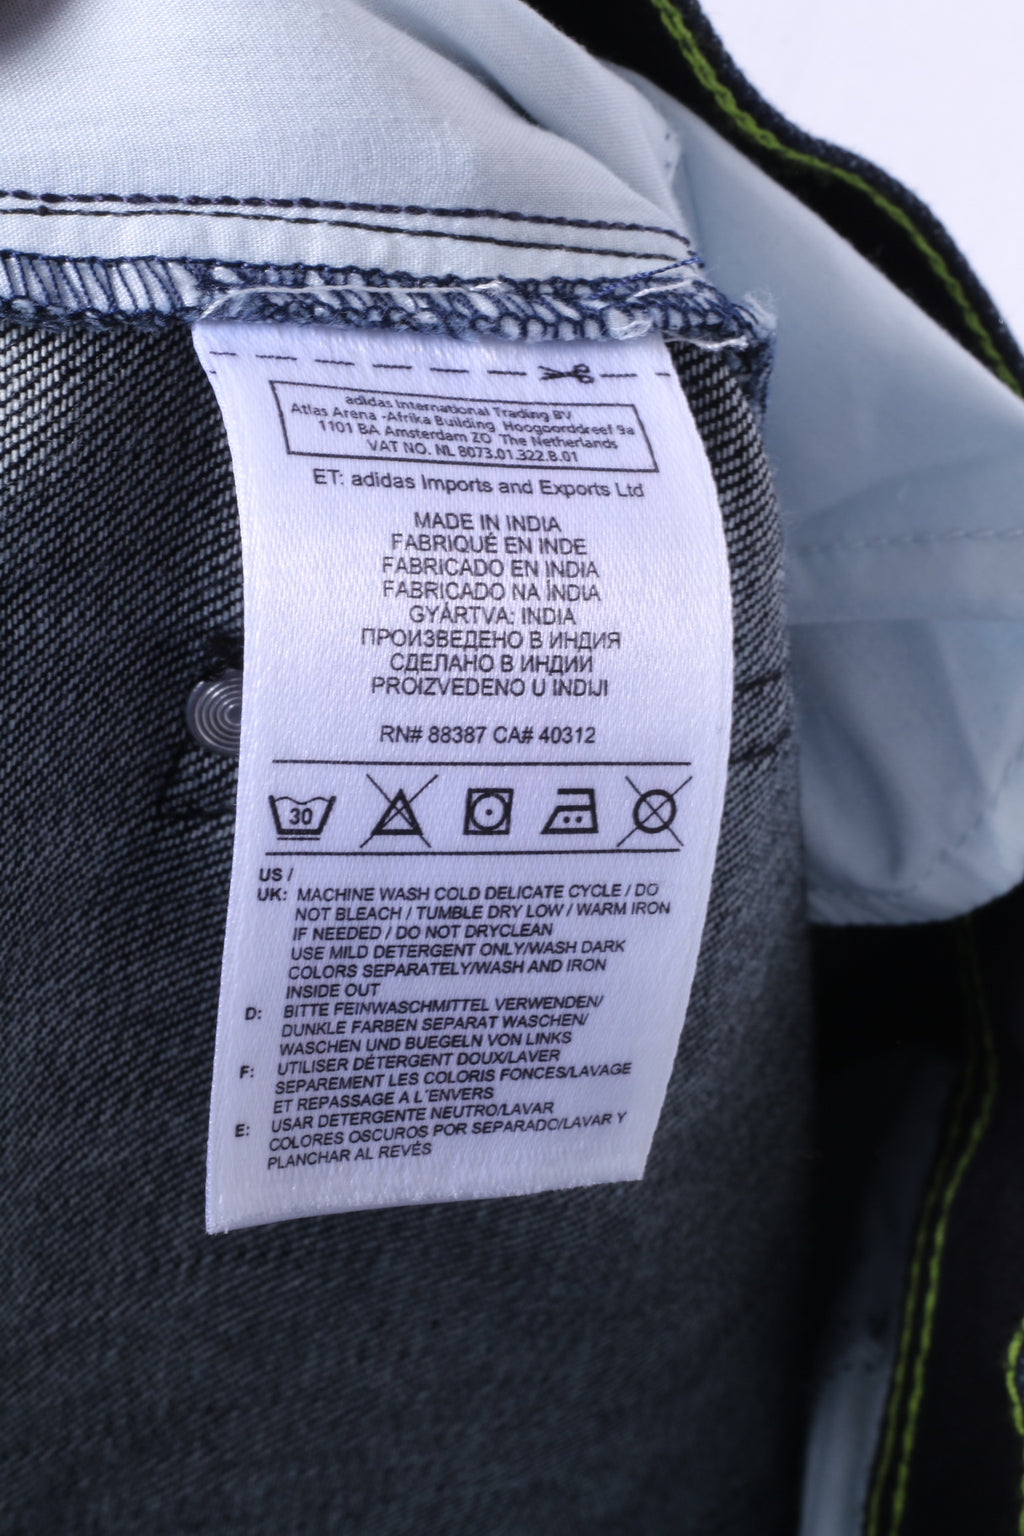 adidas International Trading BV
Atlas Arena -Afrika Building Hoogoorddreef 9a
1101 BA Amsterdam ZO The Netherlands
VAT NO. NL 8073.01.322.B.01
ET: adidas Imports and Exports Ltd
MADE IN INDIA
FABRIQUÉ EN INDE
FABRICADO EN INDIA
FABRICADO NA ÍNDIA
GYÁRTVA: INDIA
ПРОИЗВЕДЕНО В ИНДИЯ
СДЕЛАНО В ИНДИИ
PROIZVEDENO U INDIJI
RN# 88387 CA# 40312
30
US /
UK: MACHINE WASH COLD DELICATE CYCLE / DO
NOT BLEACH / TUMBLE DRY LOW / WARM IRON
IF NEEDED / DO NOT DRYCLEAN
USE MILD DETERGENT ONLY/WASH DARK
COLORS SEPARATELY/WASH AND IRON
INSIDE OUT
D: BITTE FEINWASCHMITTEL VERWENDEN/
DUNKLE FARBEN SEPARAT WASCHEN/
WASCHEN UND BUEGELN VON LINKS
F: UTILISER DÉTERGENT DOUX/LAVER
SEPAREMENT LES COLORIS FONCES/LAVAGE
ET REPASSAGE A L´ENVERS
E: USAR DETERGENTE NEUTRO/LAVAR
COLORES OSCUROS POR SEPARADO/LAVAR Y
PLANCHAR AL REVÉS